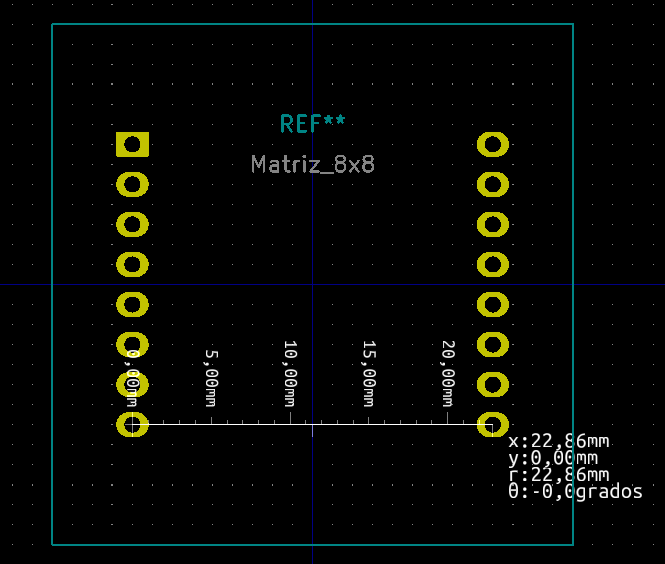 REF**
Matriz_8x8
0,00mm
5,00mm
10,00mm
15,00mm
20,00mm
x:22,86mm
y:0,00mm
r:22,86mm
θ:-0,0grados